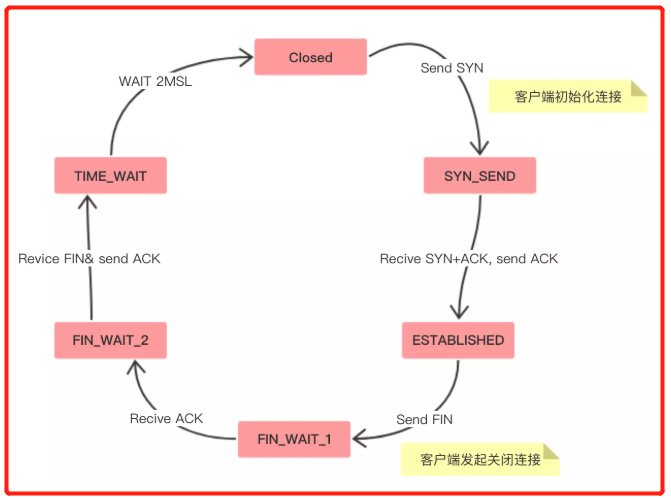 Closed
Send SYN
WAIT 2MSL
客户端初始化连接
TIME_WAIT
SYN_SEND
Revice FIN& send ACK
Recive SYN+ACK, send ACK
FIN_WAIT_2
ESTABLISHED
Recive ACK
Send FIN
FIN_WAIT_1
客户端发起关闭连接